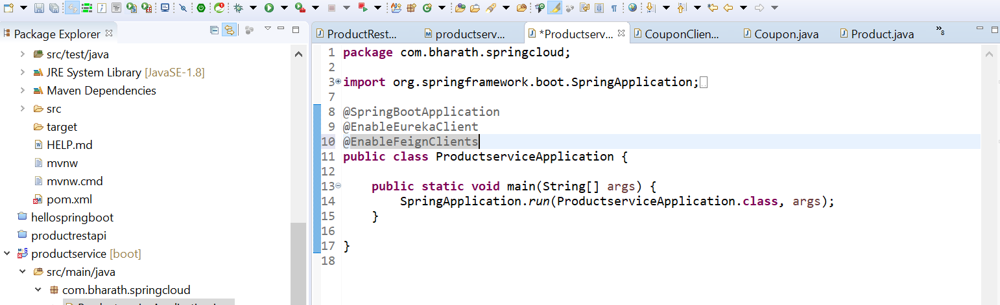 Package Explorer
src/test/java
JRE System Library [JavaSE-1.8]
Maven Dependencies
src
target
HELP.md
mvnw
mvnw.cmd
pom.xml
hellospringboot
productrestapi
productservice [boot]
src/main/java
com.bharath.springcloud
ProductRest...
productserv...
*Productserv...
CouponClien...
Coupon.java
Product.java
»8
1 package com.bharath.springcloud;
2
3 import org.springframework.boot.SpringApplication;
7
8 @SpringBootApplication
9 @EnableEurekaClient
10 @EnableFeignClients
11 public class ProductserviceApplication {
12
13 public static void main(String[] args) {
14 SpringApplication.run(ProductserviceApplication.class, args);
15 }
16
17 }
18